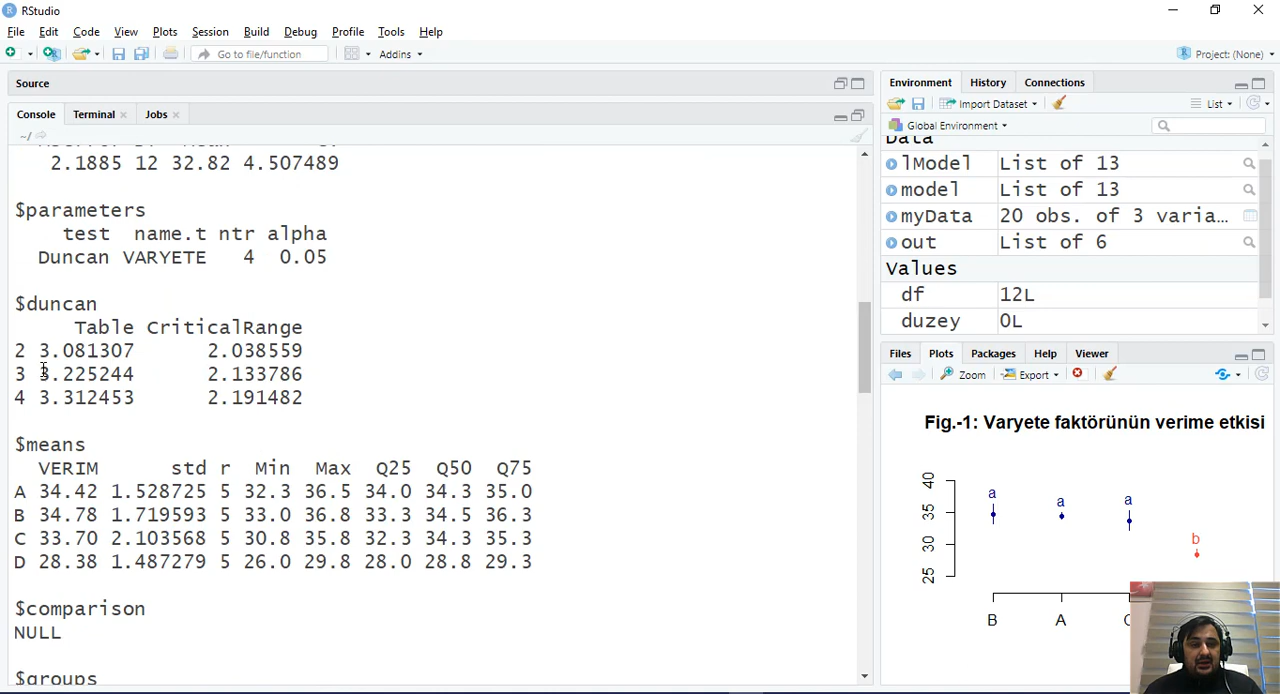 RStudio
File Edit Code View Plots Session Build Debug Profile Tools Help
Go to file/function Addins Project: (None)
Source
Console Terminal Jobs
~/
2.1885 12 32.82 4.507489
$parameters
test name.t ntr alpha
Duncan VARYETE 4 0.05
$duncan
Table CriticalRange
2 3.081307 2.038559
3 3.225244 2.133786
4 3.312453 2.191482
$means
VERIM std r Min Max Q25 Q50 Q75
A 34.42 1.528725 5 32.3 36.5 34.0 34.3 35.0
B 34.78 1.719593 5 33.0 36.8 33.3 34.5 36.3
C 33.70 2.103568 5 30.8 35.8 32.3 34.3 35.3
D 28.38 1.487279 5 26.0 29.8 28.0 28.8 29.3
$comparison
NULL
$groups
Environment History Connections
Import Dataset List
Global Environment
Data
lModel List of 13
model List of 13
myData 20 obs. of 3 varia…
out List of 6
Values
df 12L
duzey 0L
Files Plots Packages Help Viewer
Zoom Export
Fig.-1: Varyete faktörünün verime etkisi
40
35
30
25
a a a b
B A C